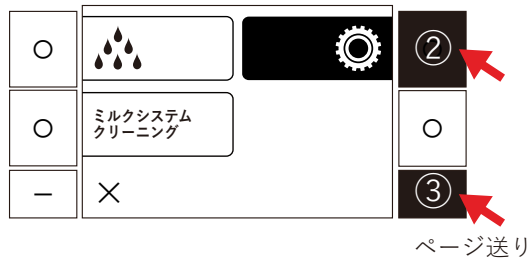 ②
ミルクシステム
クリーニング
③
ページ送り